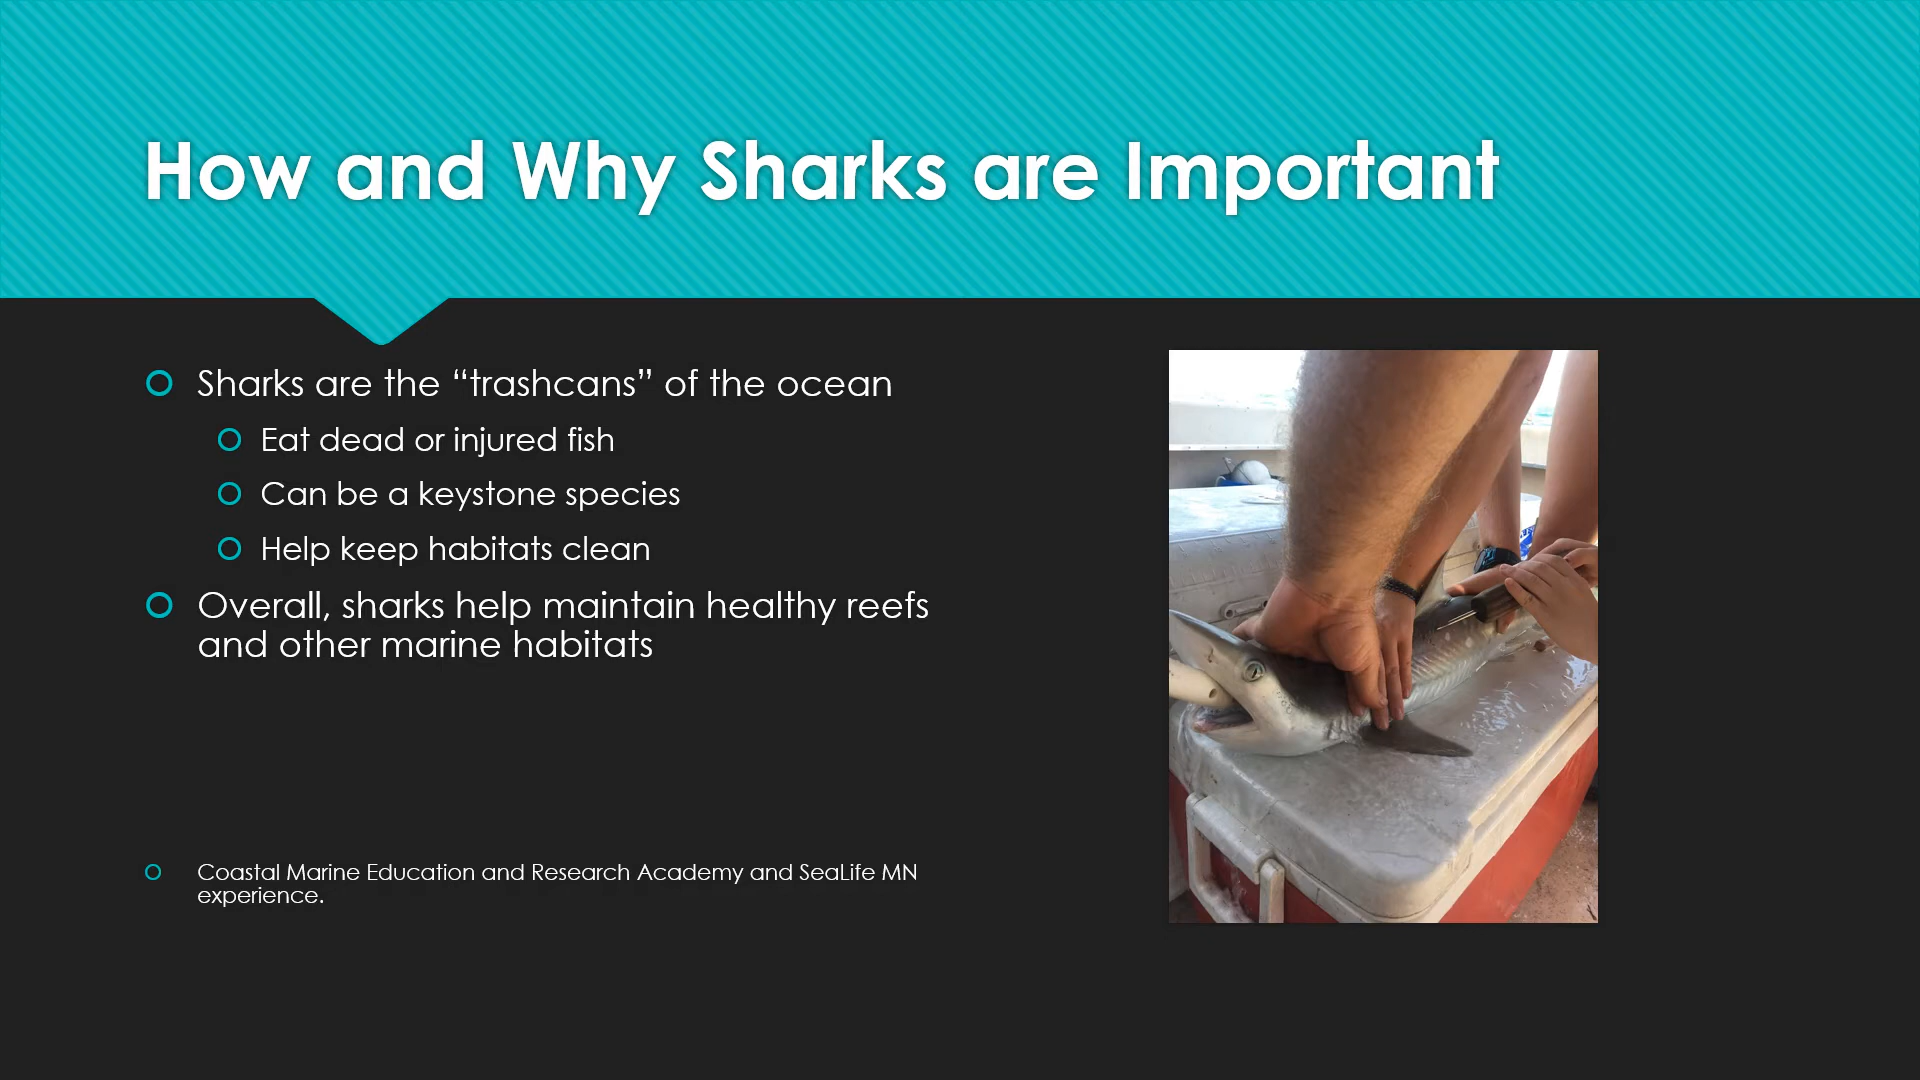 How and Why Sharks are Important
Sharks are the “trashcans” of the ocean
Eat dead or injured fish
Can be a keystone species
Help keep habitats clean
Overall, sharks help maintain healthy reefs
and other marine habitats
Coastal Marine Education and Research Academy and SeaLife MN
experience.